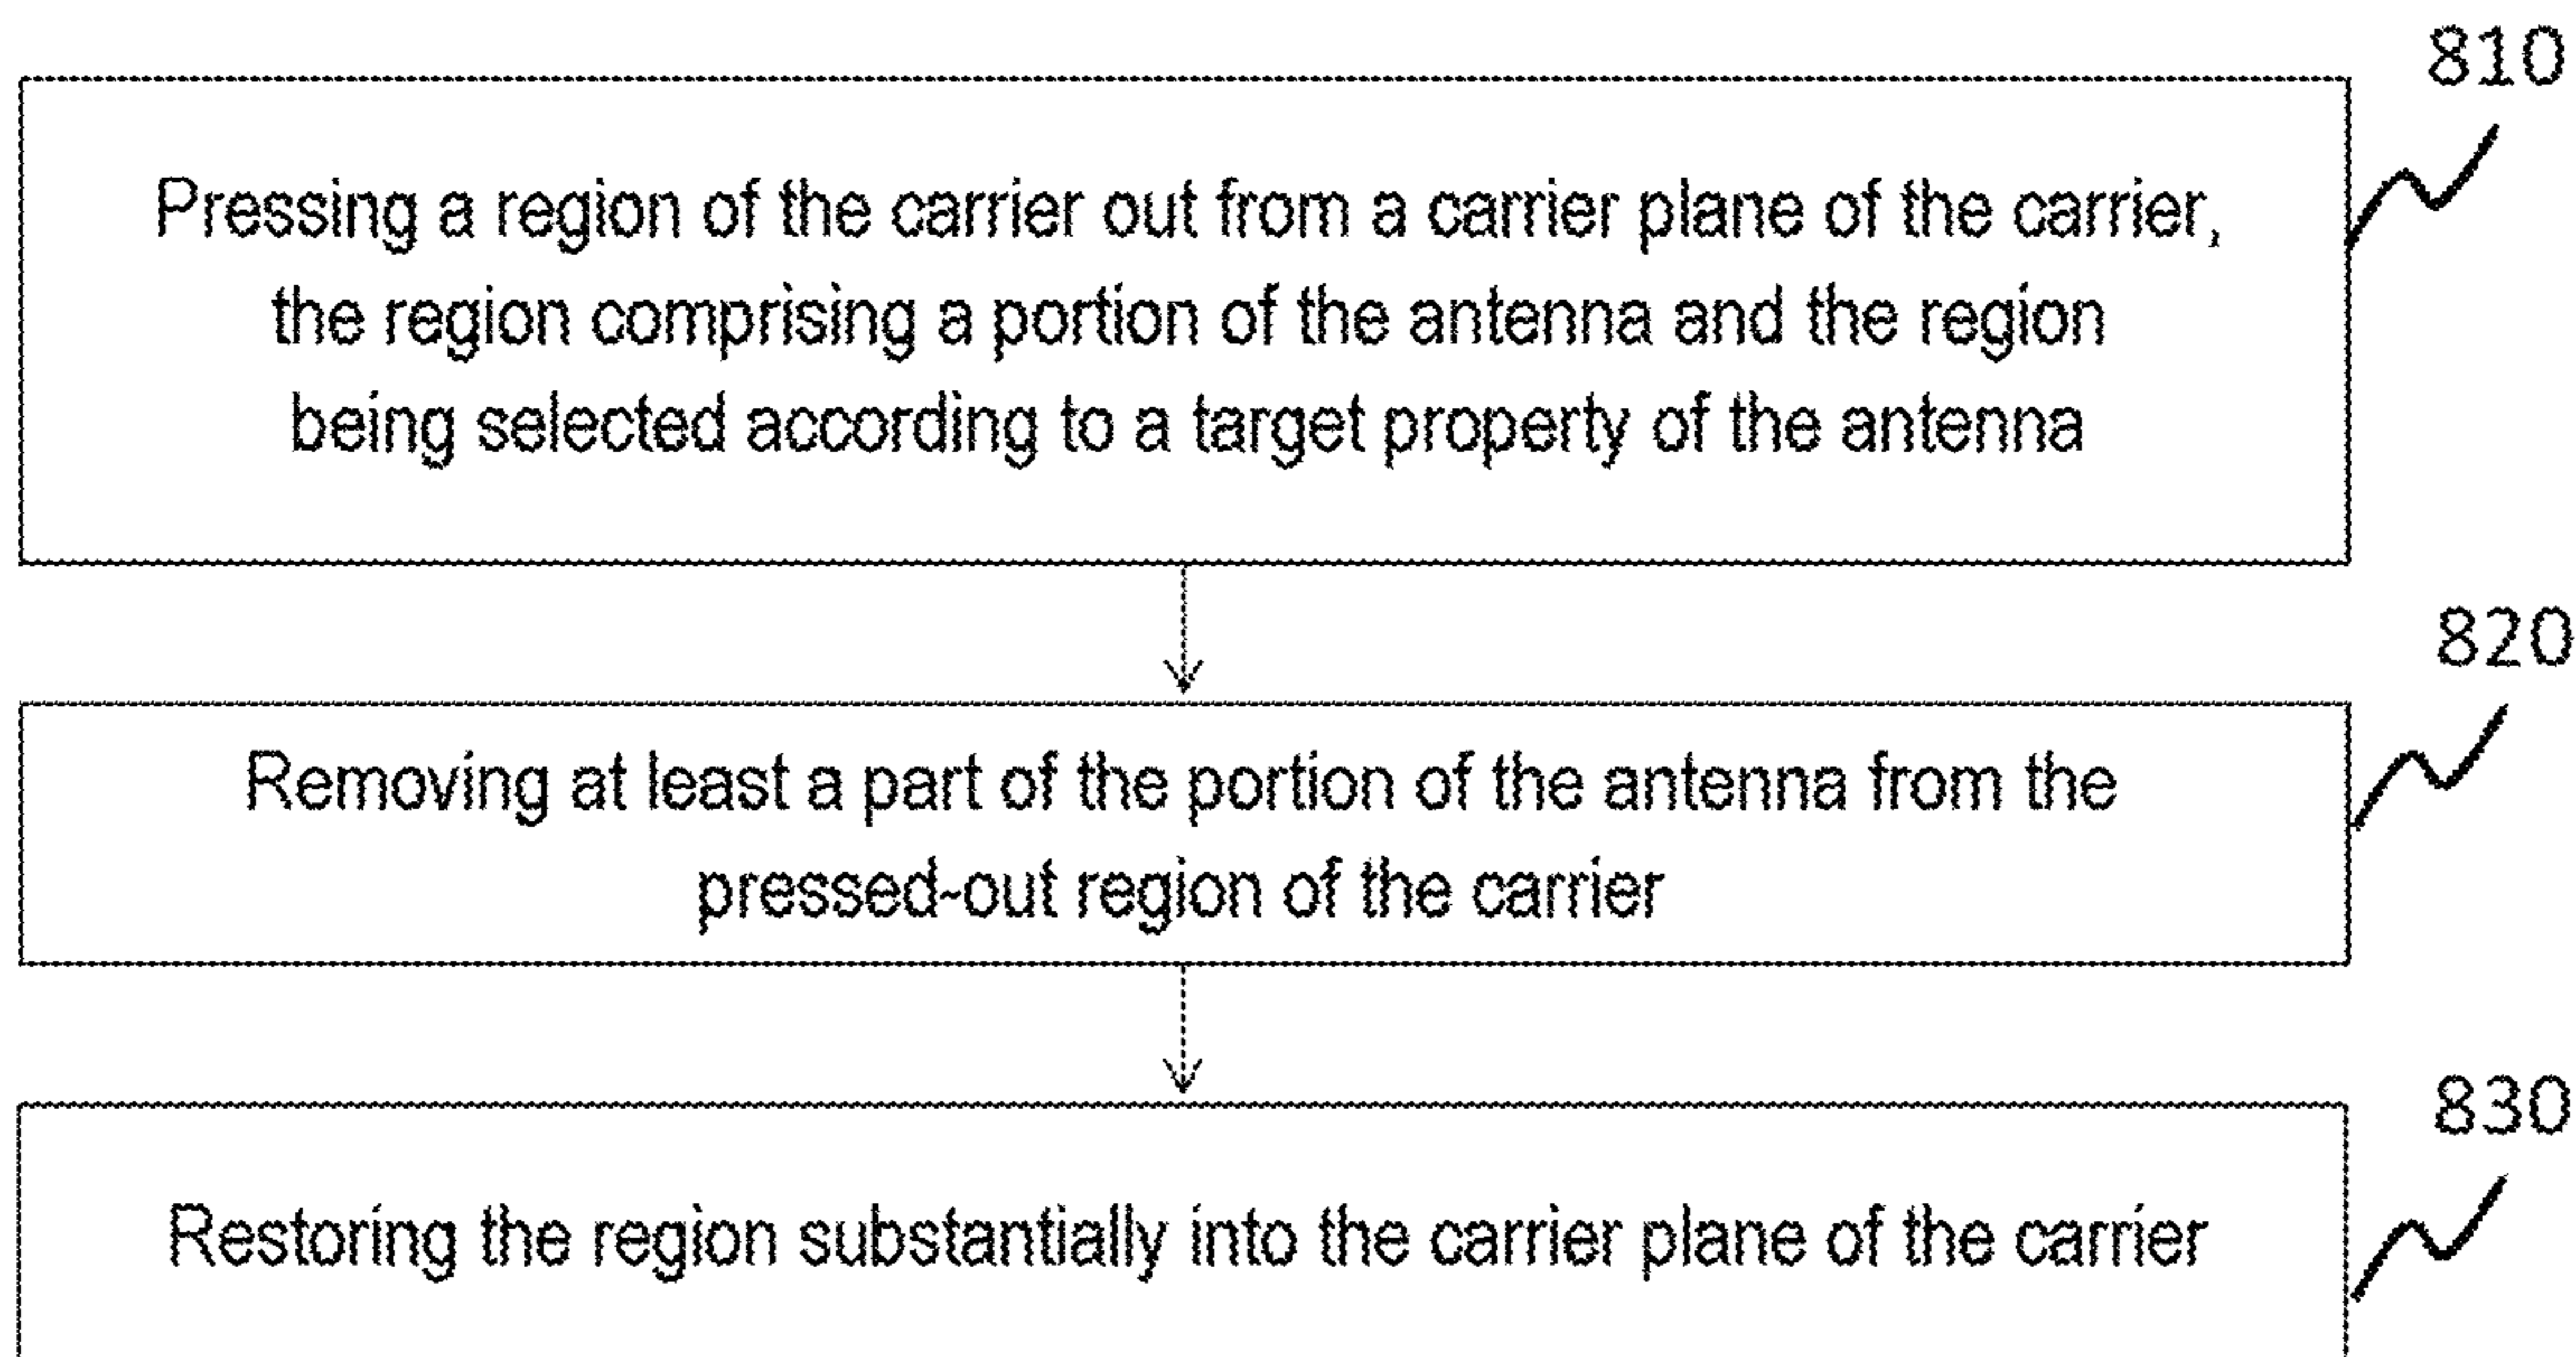 810
Pressing a region of the carrier out from a carrier plane of the carrier,
the region comprising a portion of the antenna and the region
being selected according to a target property of the antenna
820
Removing at least a part of the portion of the antenna from the
pressed-out region of the carrier
830
Restoring the region substantially into the carrier plane of the carrier